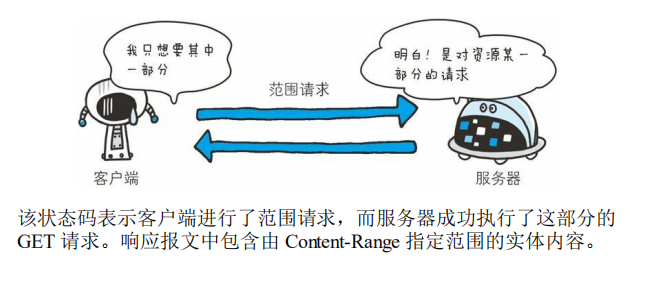 我只想要其中
一部分
明白！是对资源某一
部分的请求
范围请求
客户端
服务器
该状态码表示客户端进行了范围请求，而服务器成功执行了这部分的
GET 请求。响应报文中包含由 Content-Range 指定范围的实体内容。